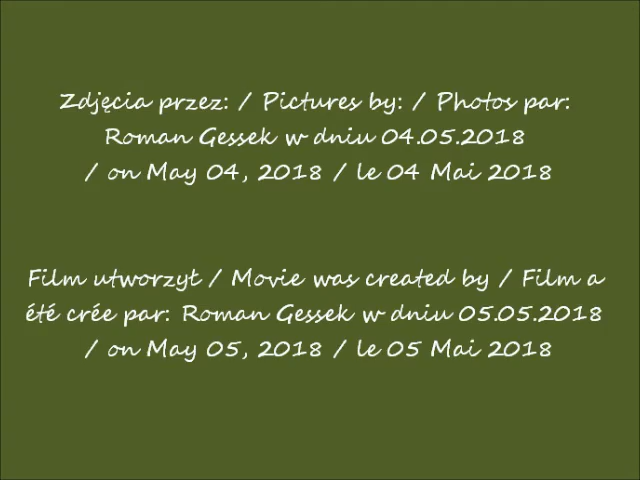 Zdjęcia przez: / Pictures by: / Photos par:
Roman Gessek w dniu 04.05.2018
/ on May 04, 2018 / le 04 Mai 2018
Film utworzył / Movie was created by / Film a
été crée par: Roman Gessek w dniu 05.05.2018
/ on May 05, 2018 / le 05 Mai 2018